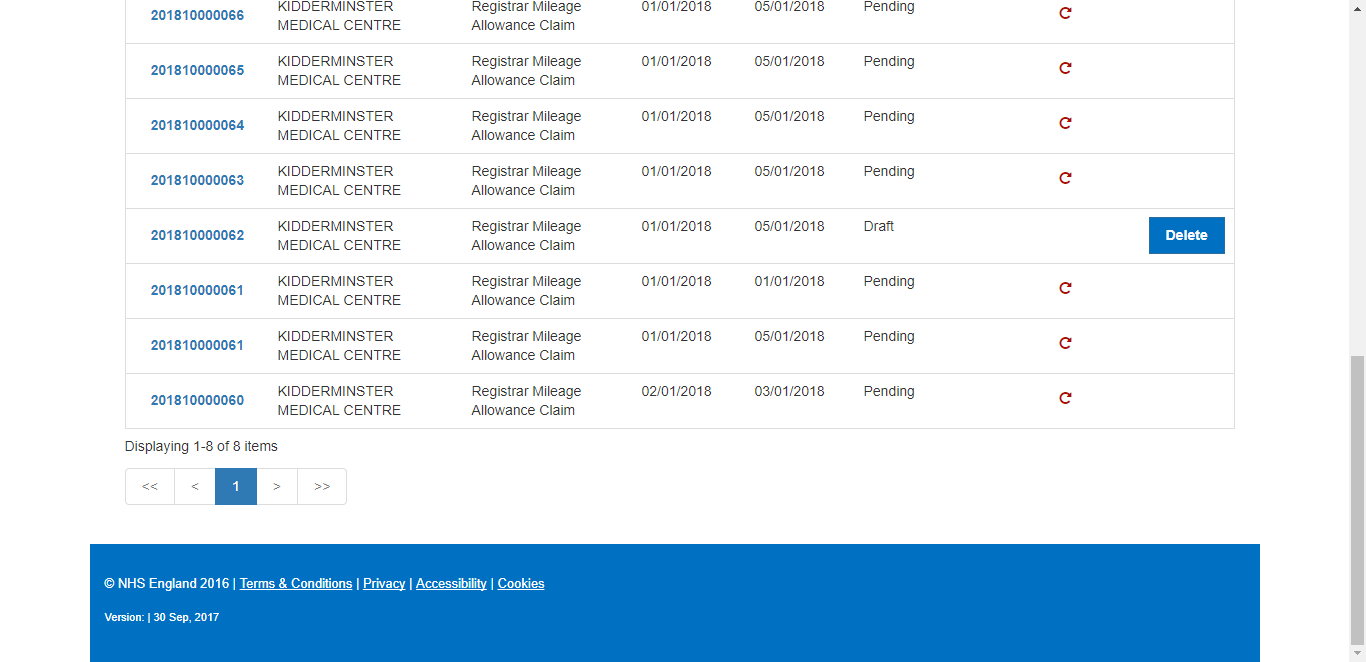 KIDDERMINSTER Registrar Mileage 01/01/2018 05/01/2018 Pending
201810000066
MEDICAL CENTRE Allowance Claim
KIDDERMINSTER Registrar Mileage 01/01/2018 05/01/2018 Pending
201810000065
MEDICAL CENTRE Allowance Claim
KIDDERMINSTER Registrar Mileage 01/01/2018 05/01/2018 Pending
201810000064
MEDICAL CENTRE Allowance Claim
KIDDERMINSTER Registrar Mileage 01/01/2018 05/01/2018 Pending
201810000063
MEDICAL CENTRE Allowance Claim
KIDDERMINSTER Registrar Mileage 01/01/2018 05/01/2018 Draft
201810000062 Delete
MEDICAL CENTRE Allowance Claim
KIDDERMINSTER Registrar Mileage 01/01/2018 01/01/2018 Pending
201810000061
MEDICAL CENTRE Allowance Claim
KIDDERMINSTER Registrar Mileage 01/01/2018 05/01/2018 Pending
201810000061
MEDICAL CENTRE Allowance Claim
KIDDERMINSTER Registrar Mileage 02/01/2018 03/01/2018 Pending
201810000060
MEDICAL CENTRE Allowance Claim
Displaying 1-8 of 8 items
<< < 1 > >>
© NHS England 2016 | Terms & Conditions | Privacy | Accessibility | Cookies
Version: | 30 Sep, 2017